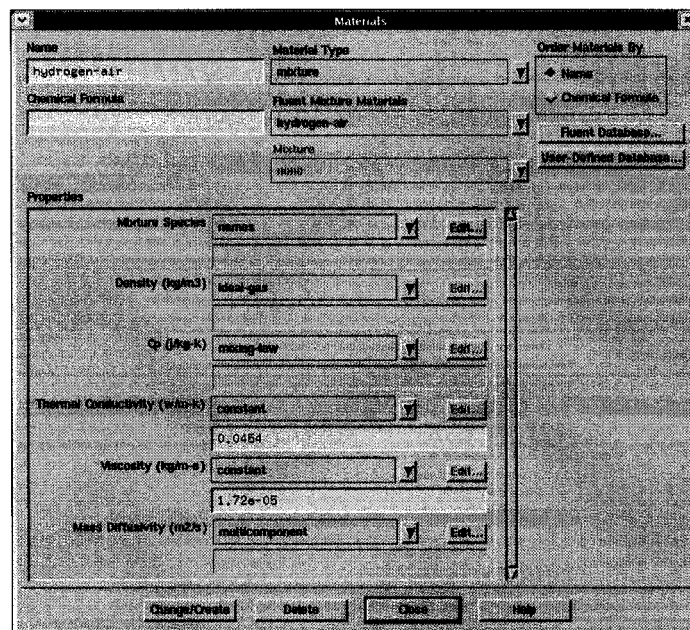 Materials
Name
hydrogen-air
Chemical Formula
Material Type
mixture
Fluent Mixture Materials
hydrogen-air
Mixture
none
Order Materials By
Name
Chemical Formula
Fluent Database...
User-Defined Database...
Properties
Mixture Species
names
Edit...
Density (kg/m3)
ideal-gas
Edit...
Cp (j/kg-k)
mixing-law
Edit...
Thermal Conductivity (w/m-k)
constant
Edit...
0.0454
Viscosity (kg/m-s)
constant
Edit...
1.72e-05
Mass Diffusivity (m2/s)
multicomponent
Edit...
Change/Create
Delete
Close
Help